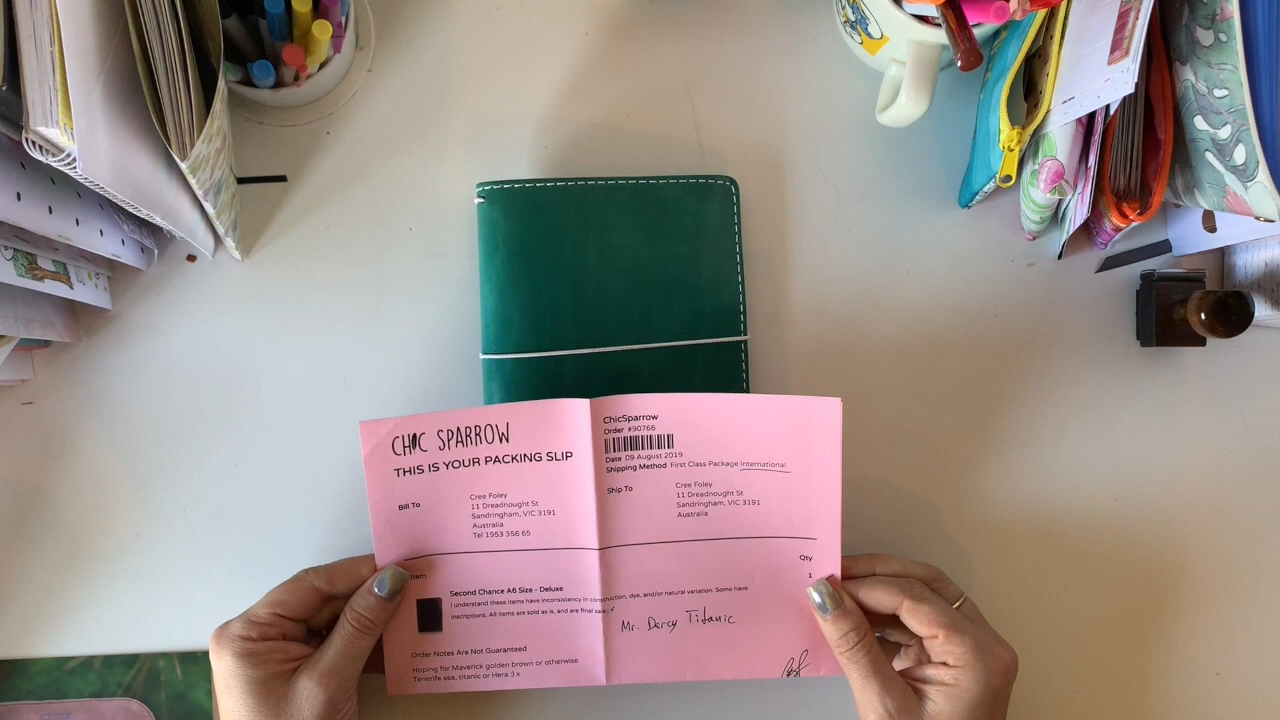 CHIC SPARROW
THIS IS YOUR PACKING SLIP
Bill To
Cree Foley
11 Dreadnought St
Sandringham, VIC 3191
Australia
Tel 1953 356 65
ChicSparrow
Order #90766
Date 09 August 2019
Shipping Method First Class Package International
Ship To
Cree Foley
11 Dreadnought St
Sandringham, VIC 3191
Australia
Item
Qty
Second Chance A6 Size - Deluxe
1
I understand these items have inconsistency in construction, dye, and/or natural variation. Some have
inscriptions. All items are sold as is, and are final sale.
Mr. Darcy Titanic
Order Notes Are Not Guaranteed
Hoping for Maverick golden brown or otherwise
Tenerife sea, titanic or Hera :) x